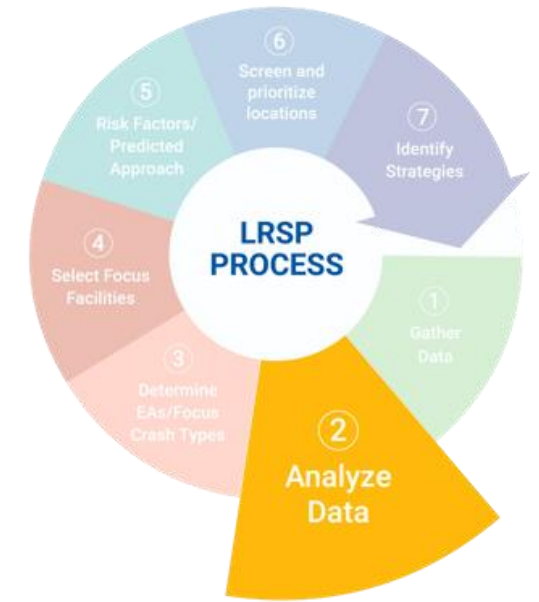 LRSP
PROCESS
1
Gather
Data
2
Analyze
Data
3
Determine
EAs/Focus
Crash Types
4
Select Focus
Facilities
5
Risk Factors/
Predicted
Approach
6
Screen and
prioritize
locations
7
Identify
Strategies